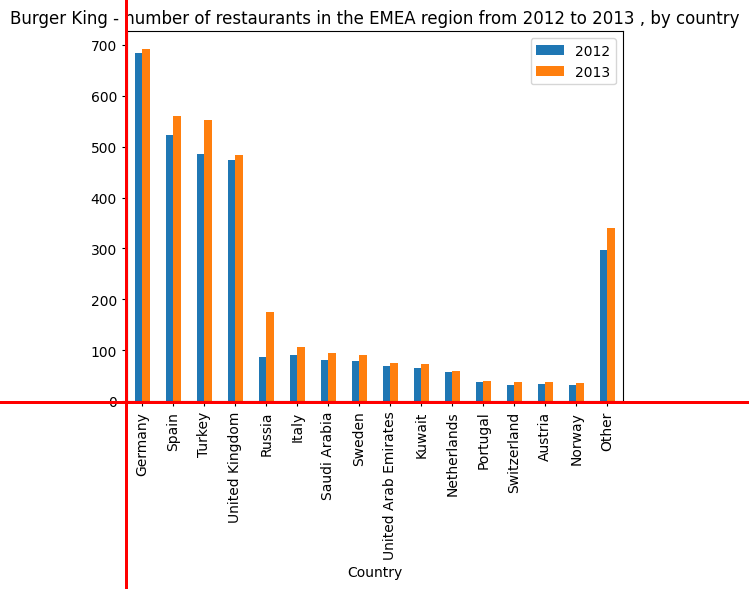 Burger King - number of restaurants in the EMEA region from 2012 to 2013 , by country
2012
2013
700
600
500
400
300
200
100
0
Germany
Spain
Turkey
United Kingdom
Russia
Italy
Saudi Arabia
Sweden
United Arab Emirates
Kuwait
Netherlands
Portugal
Switzerland
Austria
Norway
Other
Country